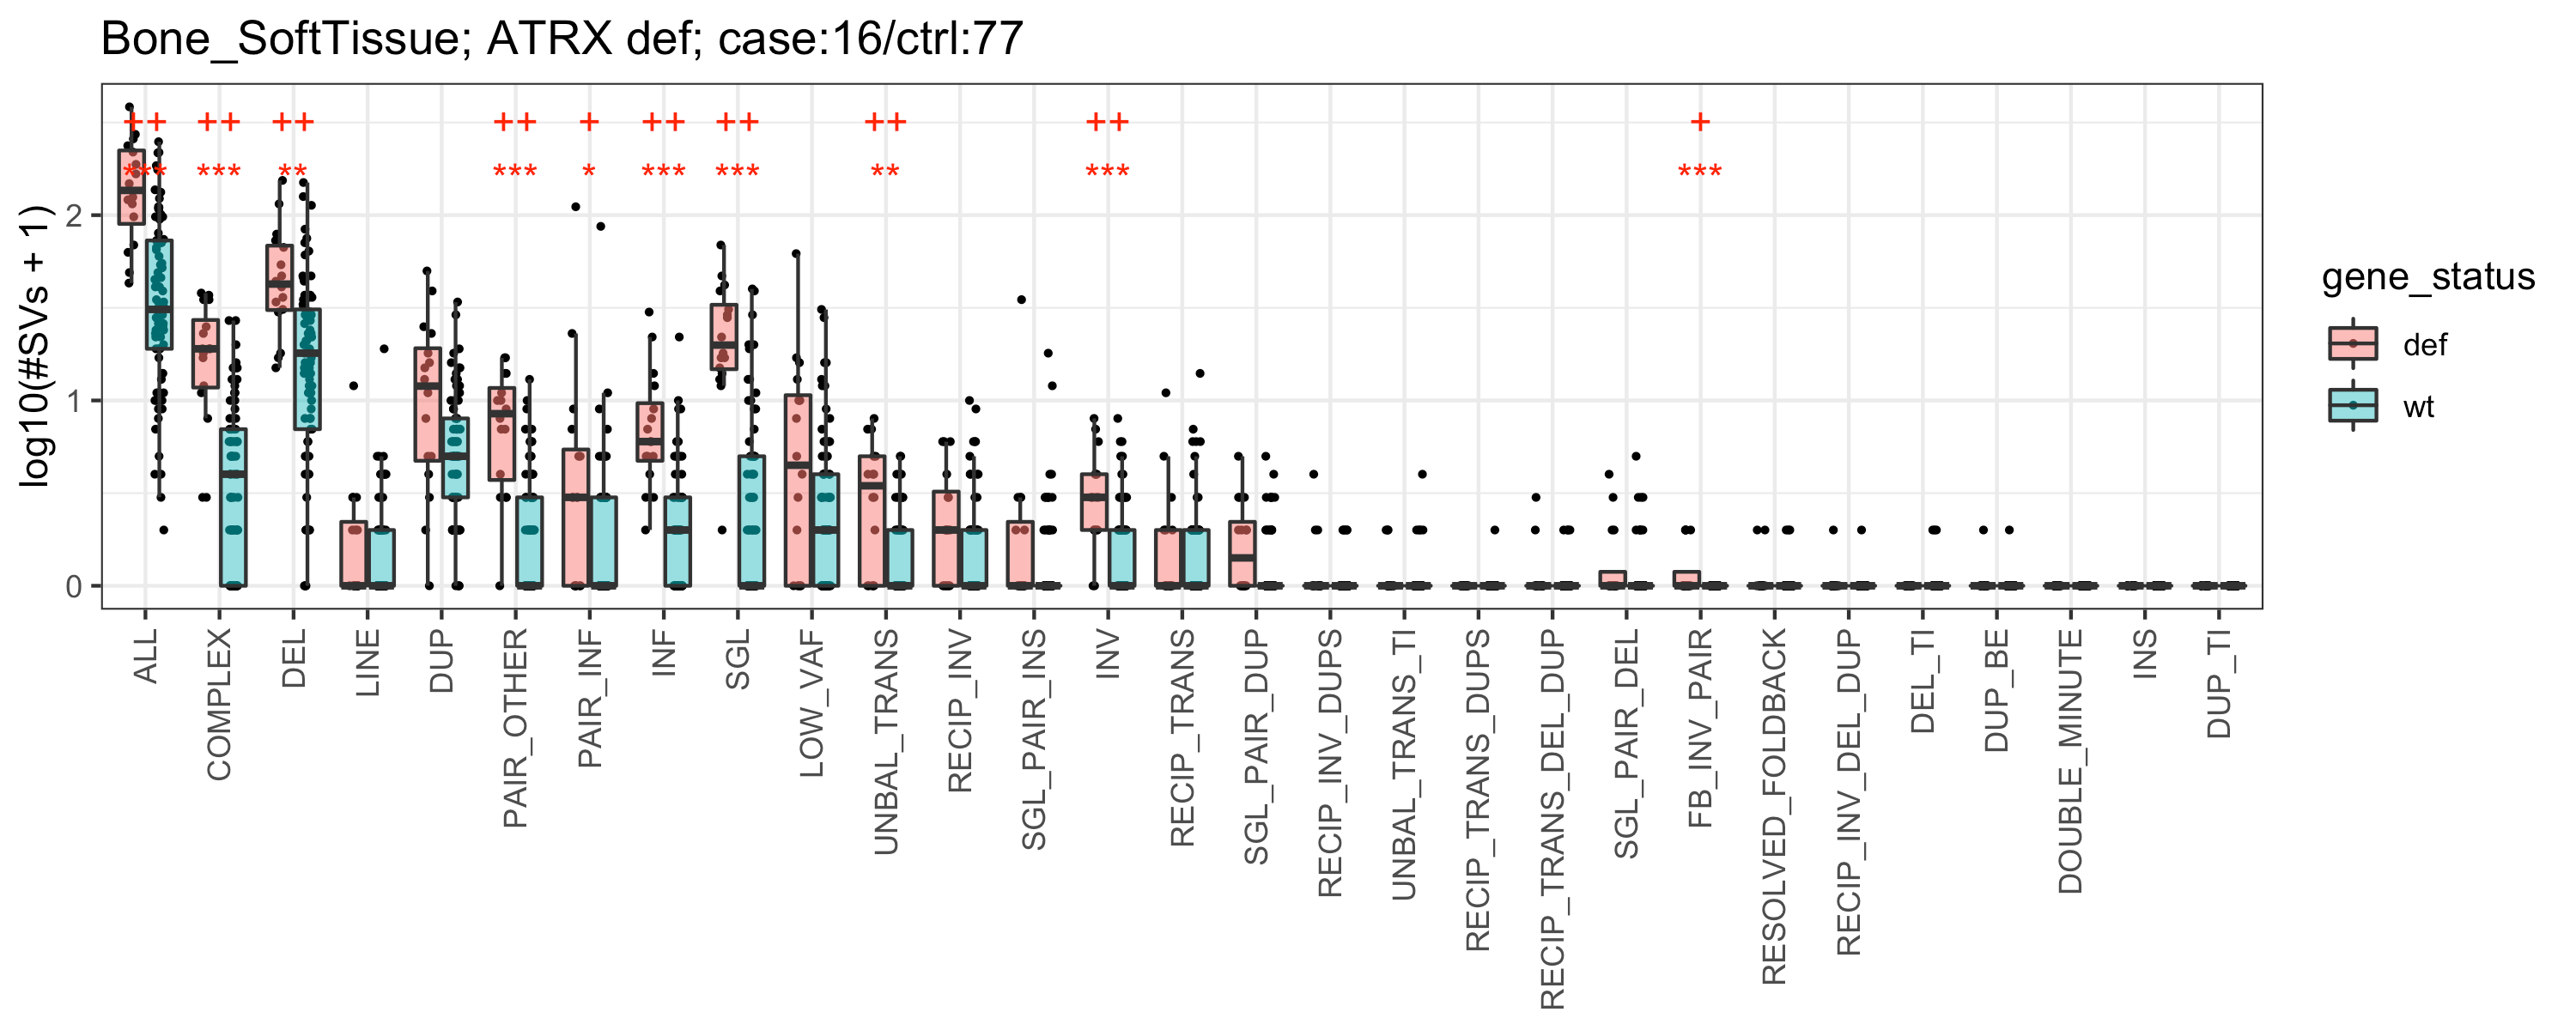 Bone_SoftTissue; ATRX def; case:16/ctrl:77
++ ++ ++ ++ + ++ ++ ++ ++ +
*** *** ** *** * *** *** ** *** ***
log10(#SVs + 1)
2
1
0
ALL
COMPLEX
DEL
LINE
DUP
PAIR_OTHER
PAIR_INF
INF
SGL
LOW_VAF
UNBAL_TRANS
RECIP_INV
SGL_PAIR_INS
INV
RECIP_TRANS
SGL_PAIR_DUP
RECIP_INV_DUPS
UNBAL_TRANS_TI
RECIP_TRANS_DUPS
RECIP_TRANS_DEL_DUP
SGL_PAIR_DEL
FB_INV_PAIR
RESOLVED_FOLDBACK
RECIP_INV_DEL_DUP
DEL_TI
DUP_BE
DOUBLE_MINUTE
INS
DUP_TI
gene_status
def
wt